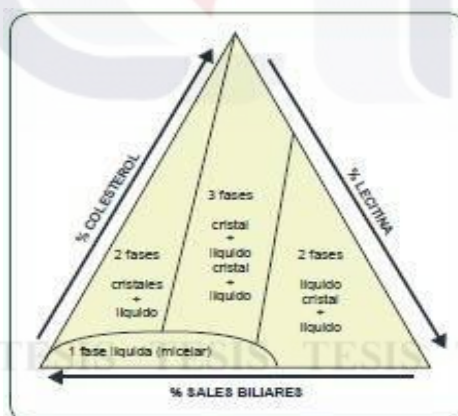 % COLESTEROL
% LECITINA
3 fases
cristal
+
líquido
cristal
+
líquido
2 fases
cristales
+
líquido
2 fases
líquido
cristal
+
líquido
1 fase líquida (micelar)
TESIS TESIS TESIS
% SALES BILIARES